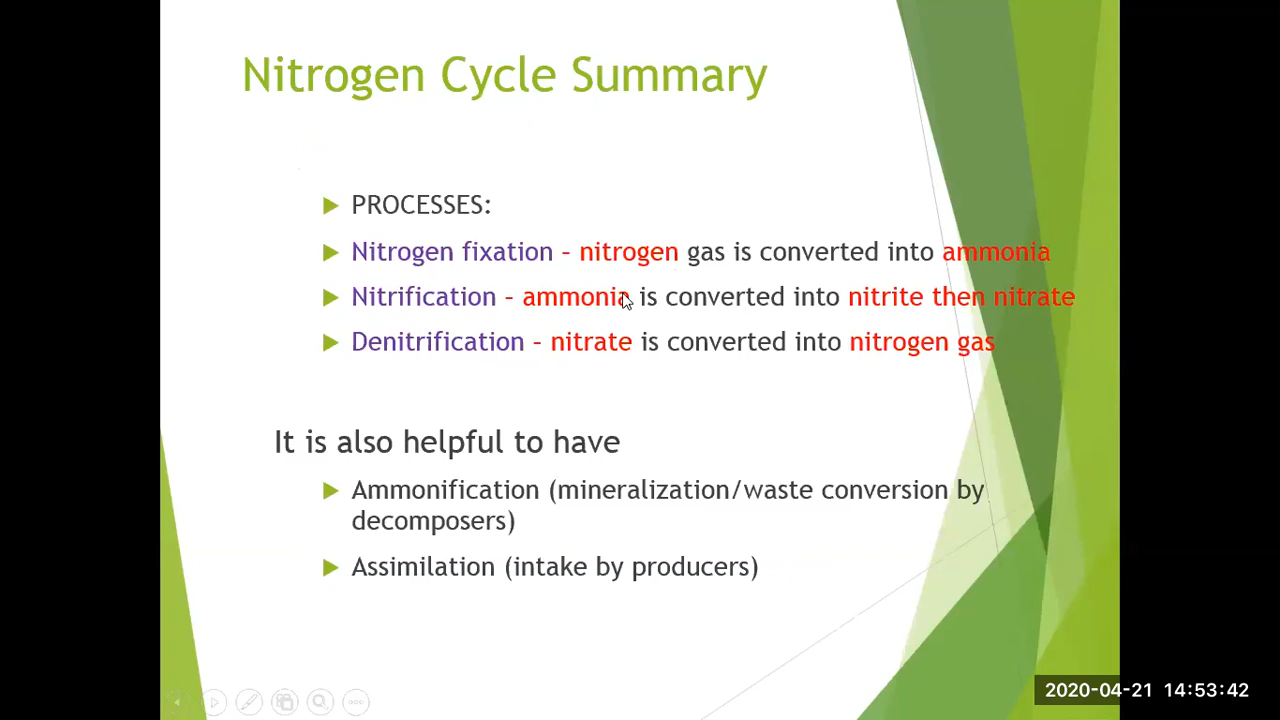 Nitrogen Cycle Summary
PROCESSES:
Nitrogen fixation – nitrogen gas is converted into ammonia
Nitrification – ammonia is converted into nitrite then nitrate
Denitrification – nitrate is converted into nitrogen gas
It is also helpful to have
Ammonification (mineralization/waste conversion by
decomposers)
Assimilation (intake by producers)
2020-04-21 14:53:42